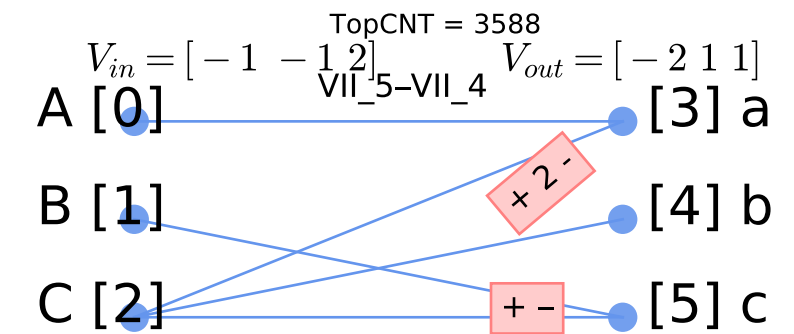 TopCNT = 3588
V_in = [ − 1 − 1 2] V_out = [ − 2 1 1]
VII_5–VII_4
A [0] [3] a
+ 2 -
B [1] [4] b
C [2] + − [5] c